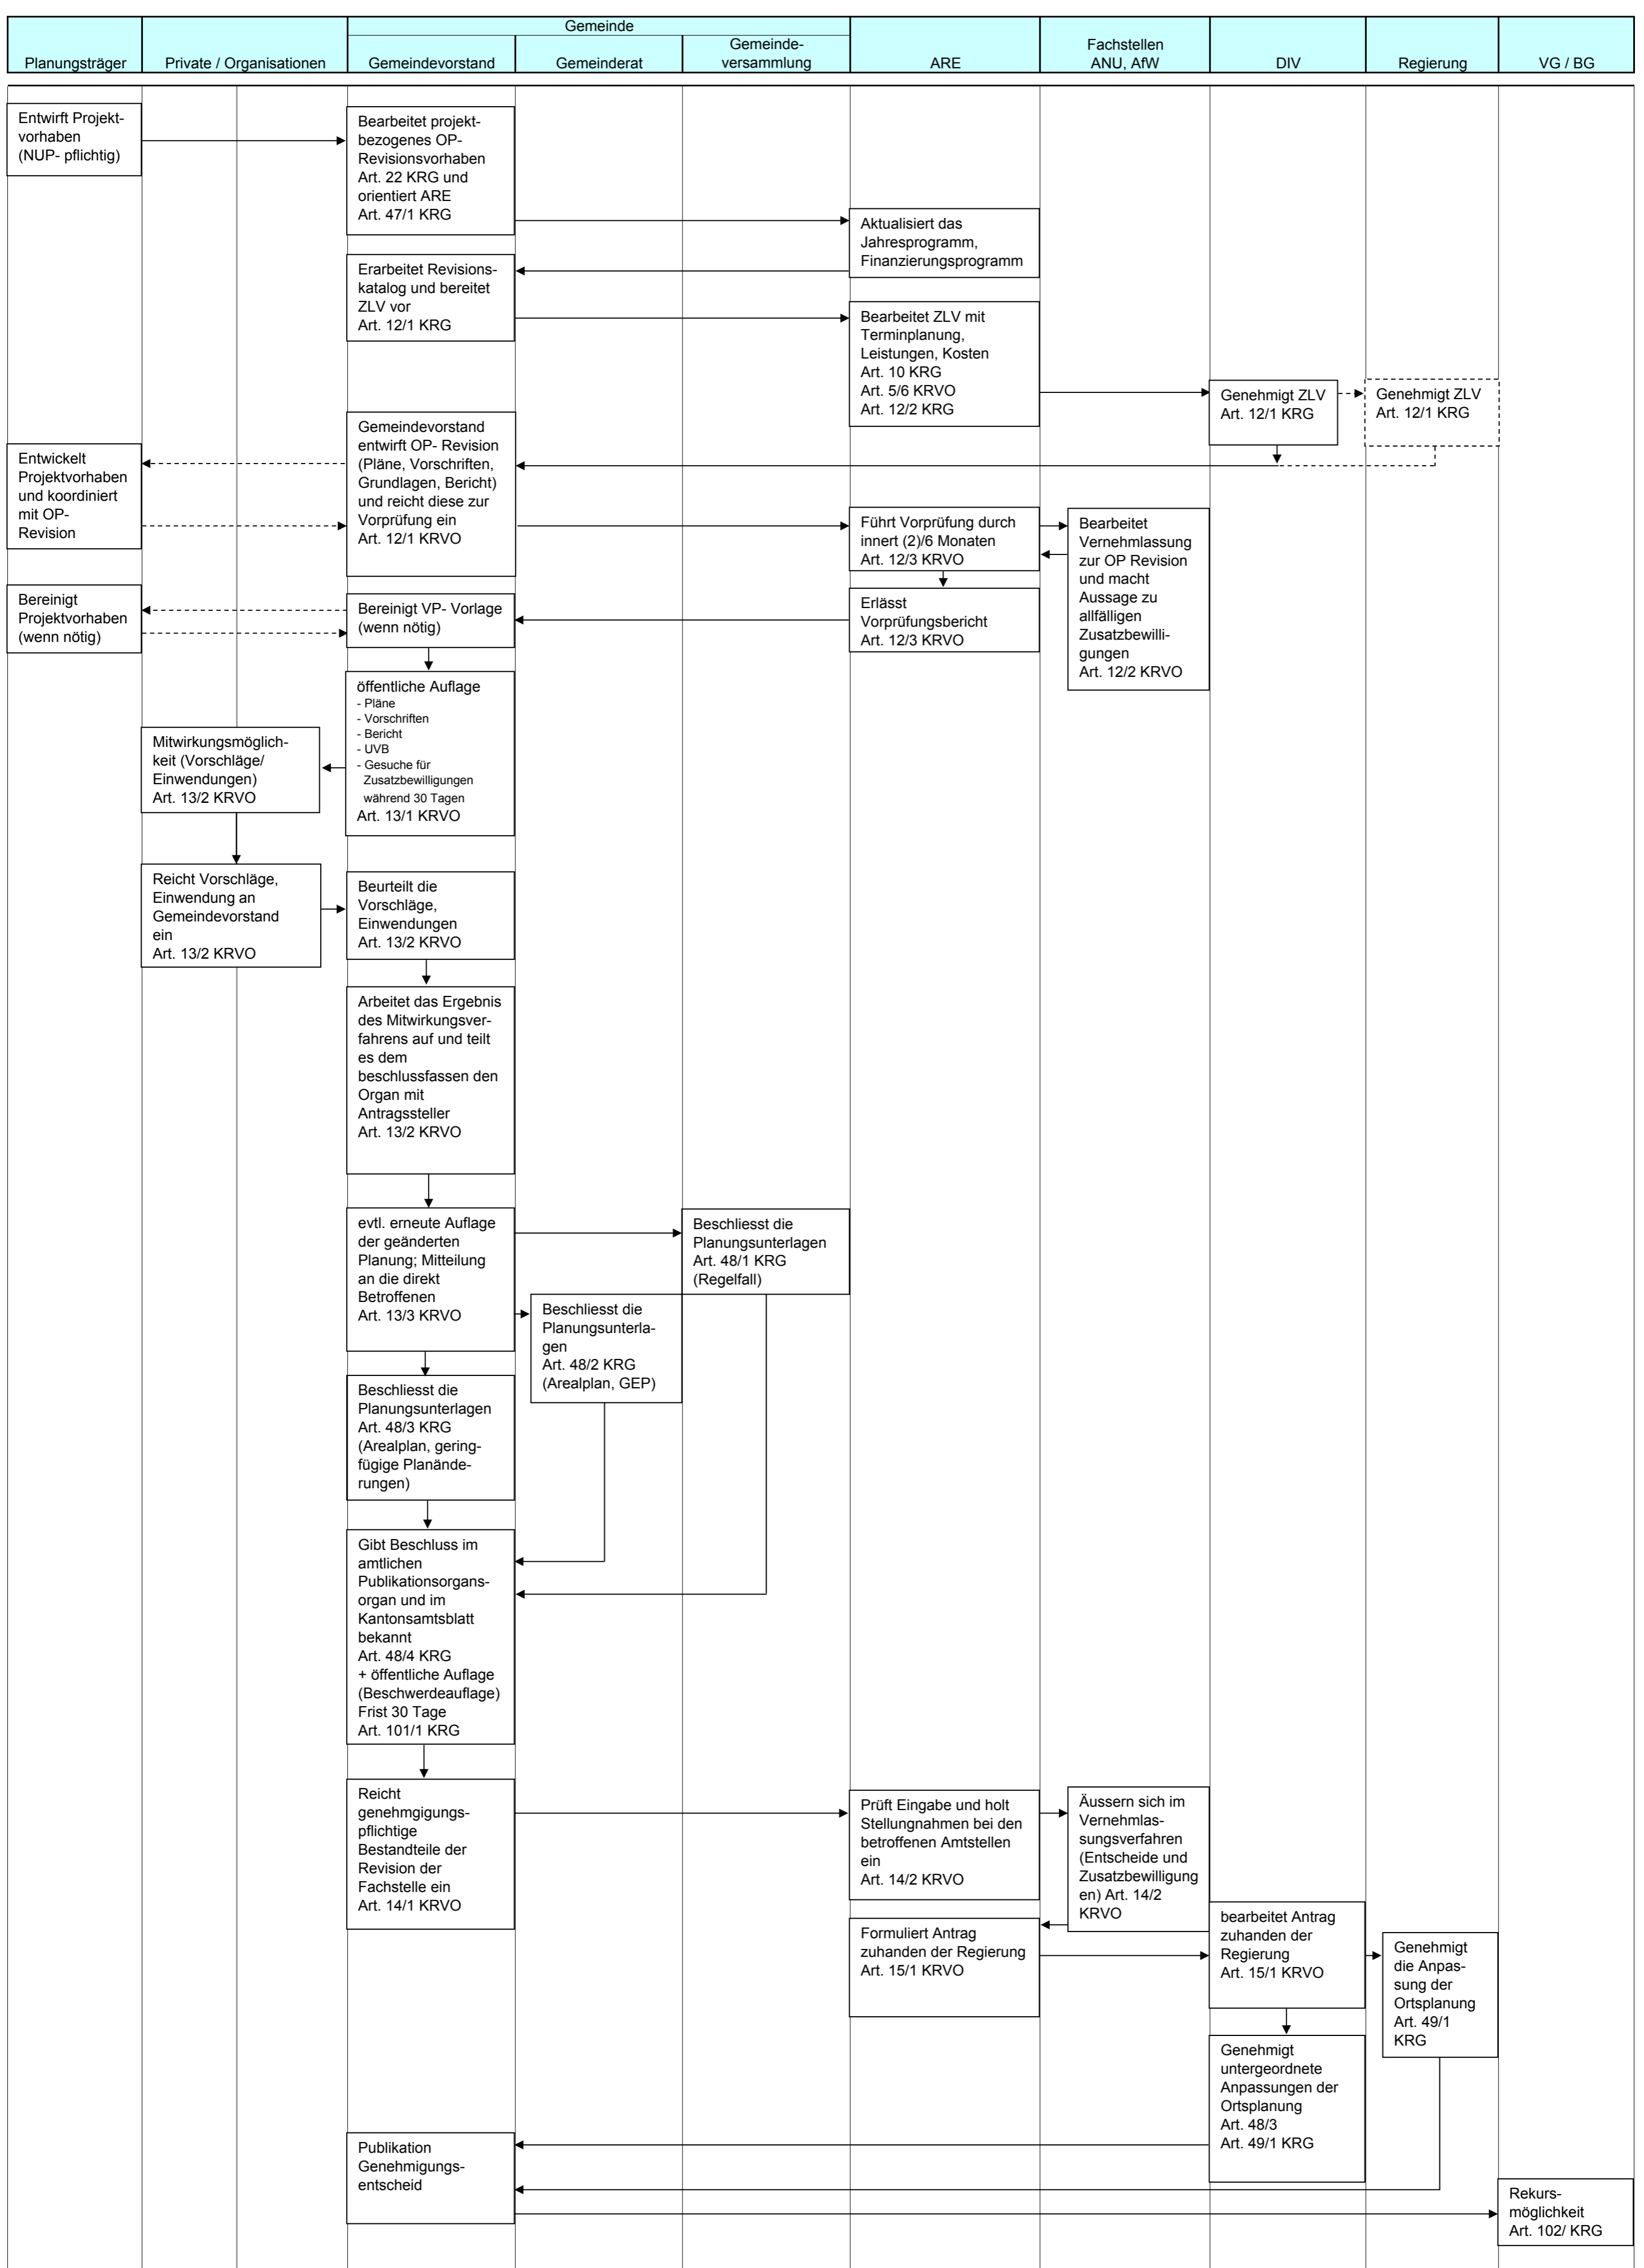 Gemeinde
Planungsträger
Private / Organisationen
Gemeindevorstand
Gemeinderat
Gemeinde-
versammlung
ARE
Fachstellen
ANU, AfW
DIV
Regierung
VG / BG
Entwirft Projekt-
vorhaben
(NUP- pflichtig)
Bearbeitet projekt-
bezogenes OP-
Revisionsvorhaben
Art. 22 KRG und
orientiert ARE
Art. 47/1 KRG
Aktualisiert das
Jahresprogramm,
Finanzierungsprogramm
Erarbeitet Revisions-
katalog und bereitet
ZLV vor
Art. 12/1 KRG
Bearbeitet ZLV mit
Terminplanung,
Leistungen, Kosten
Art. 10 KRG
Art. 5/6 KRVO
Art. 12/2 KRG
Genehmigt ZLV
Art. 12/1 KRG
Genehmigt ZLV
Art. 12/1 KRG
Gemeindevorstand
entwirft OP- Revision
(Pläne, Vorschriften,
Grundlagen, Bericht)
und reicht diese zur
Vorprüfung ein
Art. 12/1 KRVO
Entwickelt
Projektvorhaben
und koordiniert
mit OP-
Revision
Führt Vorprüfung durch
innert (2)/6 Monaten
Art. 12/3 KRVO
Bearbeitet
Vernehmlassung
zur OP Revision
und macht
Aussage zu
allfälligen
Zusatzbewilli-
gungen
Art. 12/2 KRVO
Bereinigt
Projektvorhaben
(wenn nötig)
Bereinigt VP- Vorlage
(wenn nötig)
Erlässt
Vorprüfungsbericht
Art. 12/3 KRVO
öffentliche Auflage
- Pläne
- Vorschriften
- Bericht
- UVB
- Gesuche für
Zusatzbewilligungen
während 30 Tagen
Art. 13/1 KRVO
Mitwirkungsmöglich-
keit (Vorschläge/
Einwendungen)
Art. 13/2 KRVO
Reicht Vorschläge,
Einwendung an
Gemeindevorstand
ein
Art. 13/2 KRVO
Beurteilt die
Vorschläge,
Einwendungen
Art. 13/2 KRVO
Arbeitet das Ergebnis
des Mitwirkungsver-
fahrens auf und teilt
es dem
beschlussfassen den
Organ mit
Antragssteller
Art. 13/2 KRVO
evtl. erneute Auflage
der geänderten
Planung; Mitteilung
an die direkt
Betroffenen
Art. 13/3 KRVO
Beschliesst die
Planungsunterlagen
Art. 48/1 KRG
(Regelfall)
Beschliesst die
Planungsunterla-
gen
Art. 48/2 KRG
(Arealplan, GEP)
Beschliesst die
Planungsunterlagen
Art. 48/3 KRG
(Arealplan, gering-
fügige Planände-
rungen)
Gibt Beschluss im
amtlichen
Publikationsorgans-
organ und im
Kantonsamtsblatt
bekannt
Art. 48/4 KRG
+ öffentliche Auflage
(Beschwerdeauflage)
Frist 30 Tage
Art. 101/1 KRG
Reicht
genehmgigungs-
pflichtige
Bestandteile der
Revision der
Fachstelle ein
Art. 14/1 KRVO
Prüft Eingabe und holt
Stellungnahmen bei den
betroffenen Amtstellen
ein
Art. 14/2 KRVO
Äussern sich im
Vernehmlas-
sungsverfahren
(Entscheide und
Zusatzbewilligung
en) Art. 14/2
KRVO
Formuliert Antrag
zuhanden der Regierung
Art. 15/1 KRVO
bearbeitet Antrag
zuhanden der
Regierung
Art. 15/1 KRVO
Genehmigt
die Anpas-
sung der
Ortsplanung
Art. 49/1
KRG
Genehmigt
untergeordnete
Anpassungen der
Ortsplanung
Art. 48/3
Art. 49/1 KRG
Publikation
Genehmigungs-
entscheid
Rekurs-
möglichkeit
Art. 102/ KRG